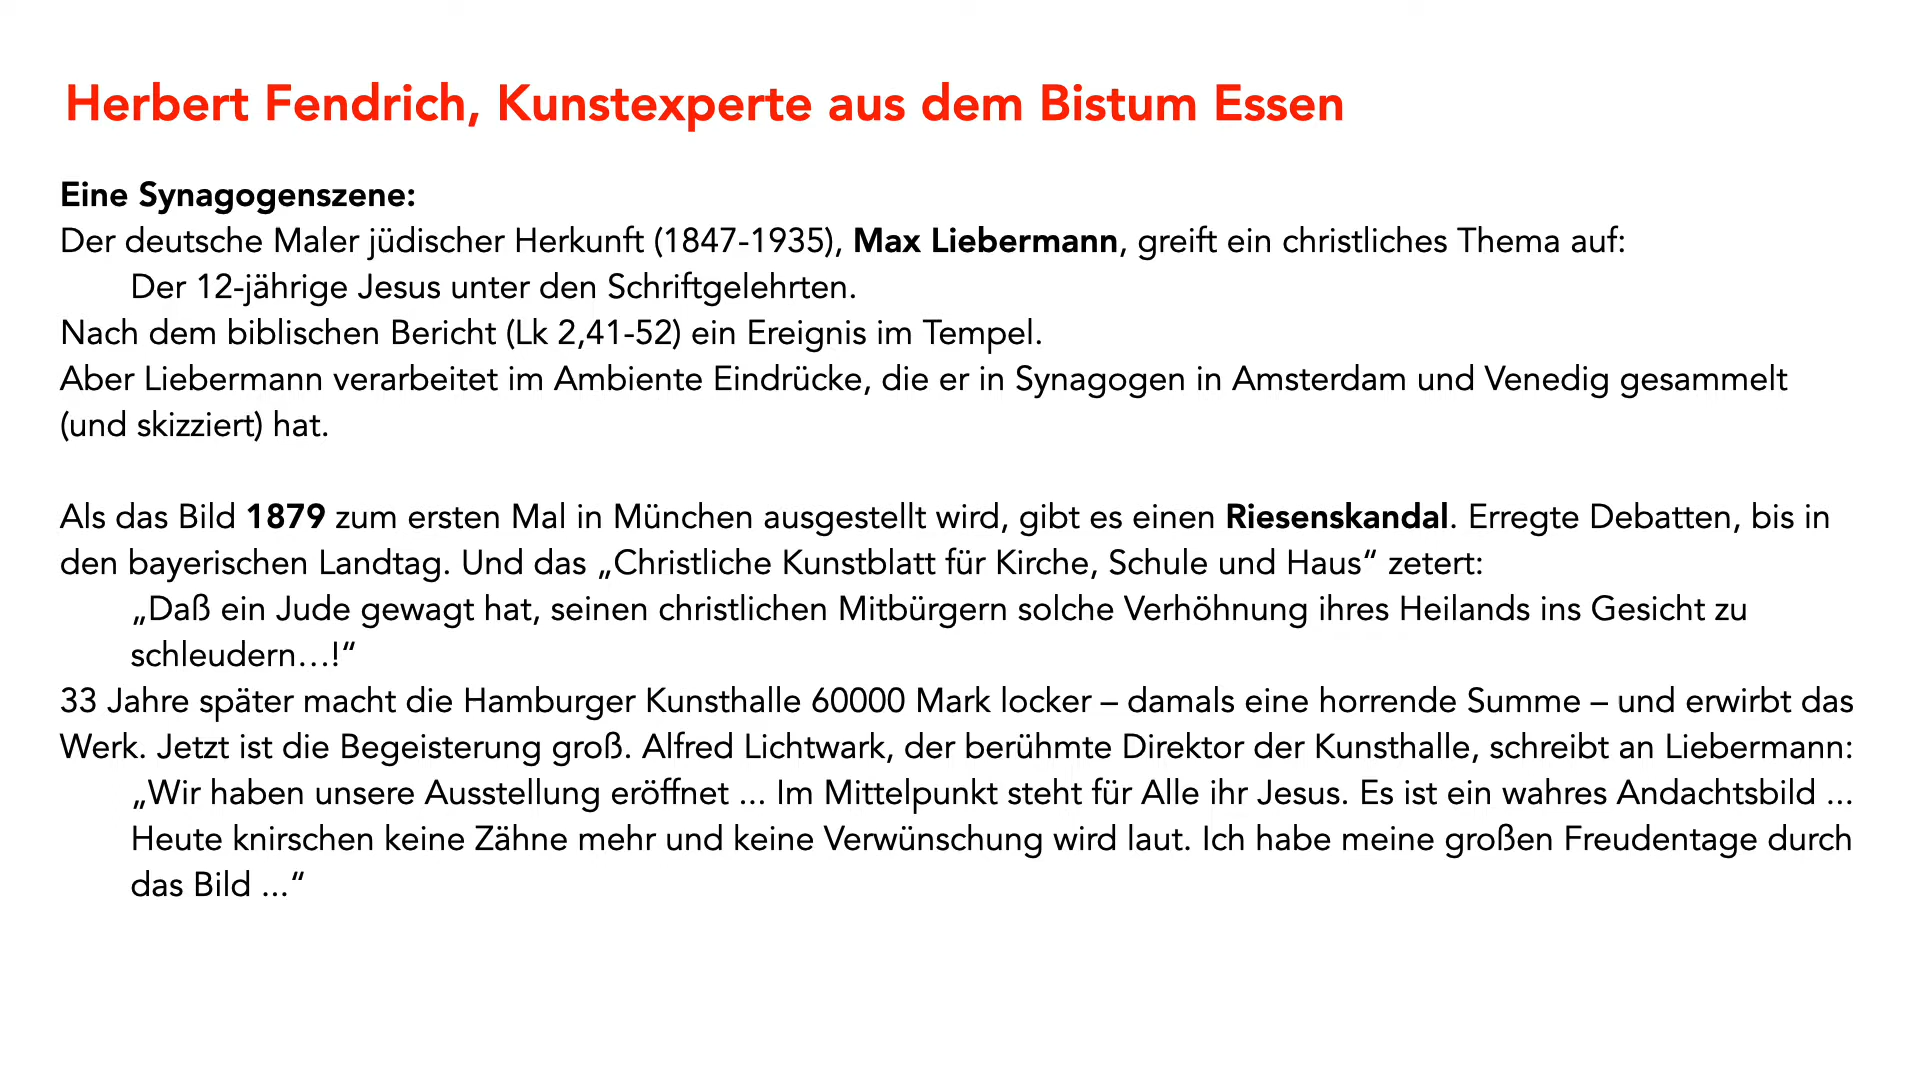 Herbert Fendrich, Kunstexperte aus dem Bistum Essen
Eine Synagogenszene:
Der deutsche Maler jüdischer Herkunft (1847-1935), Max Liebermann, greift ein christliches Thema auf:
Der 12-jährige Jesus unter den Schriftgelehrten.
Nach dem biblischen Bericht (Lk 2,41-52) ein Ereignis im Tempel.
Aber Liebermann verarbeitet im Ambiente Eindrücke, die er in Synagogen in Amsterdam und Venedig gesammelt
(und skizziert) hat.
Als das Bild 1879 zum ersten Mal in München ausgestellt wird, gibt es einen Riesenskandal. Erregte Debatten, bis in
den bayerischen Landtag. Und das „Christliche Kunstblatt für Kirche, Schule und Haus“ zetert:
„Daß ein Jude gewagt hat, seinen christlichen Mitbürgern solche Verhöhnung ihres Heilands ins Gesicht zu
schleudern…!“
33 Jahre später macht die Hamburger Kunsthalle 60000 Mark locker – damals eine horrende Summe – und erwirbt das
Werk. Jetzt ist die Begeisterung groß. Alfred Lichtwark, der berühmte Direktor der Kunsthalle, schreibt an Liebermann:
„Wir haben unsere Ausstellung eröffnet ... Im Mittelpunkt steht für Alle ihr Jesus. Es ist ein wahres Andachtsbild ...
Heute knirschen keine Zähne mehr und keine Verwünschung wird laut. Ich habe meine großen Freudentage durch
das Bild ...“